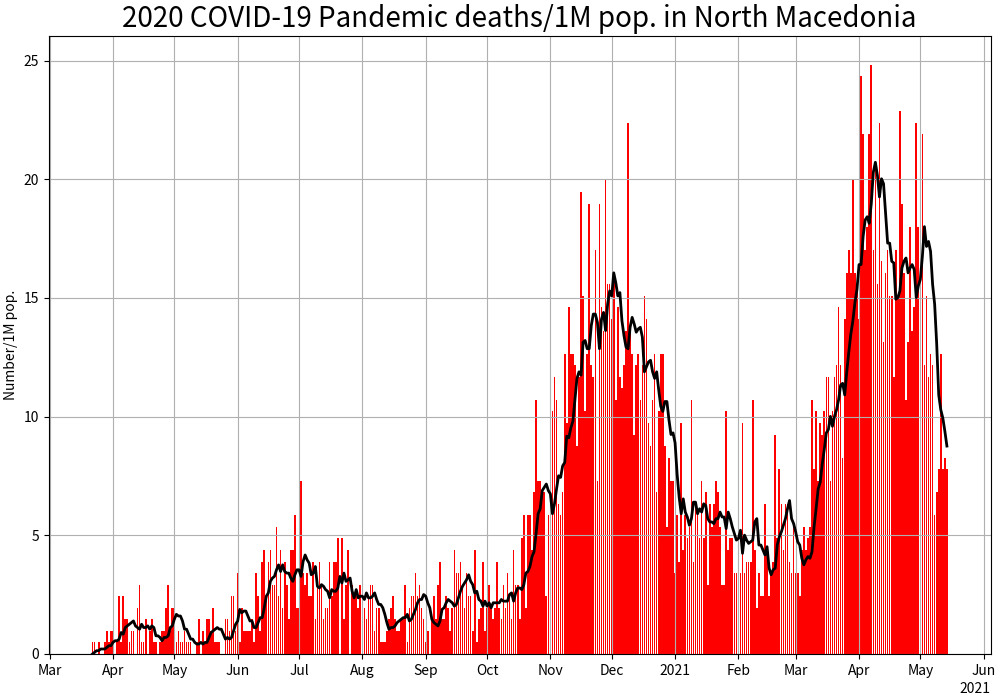 2020 COVID-19 Pandemic deaths/1M pop. in North Macedonia
Number/1M pop.
25
20
15
10
5
0
Mar Apr May Jun Jul Aug Sep Oct Nov Dec 2021 Feb Mar Apr May Jun
2021